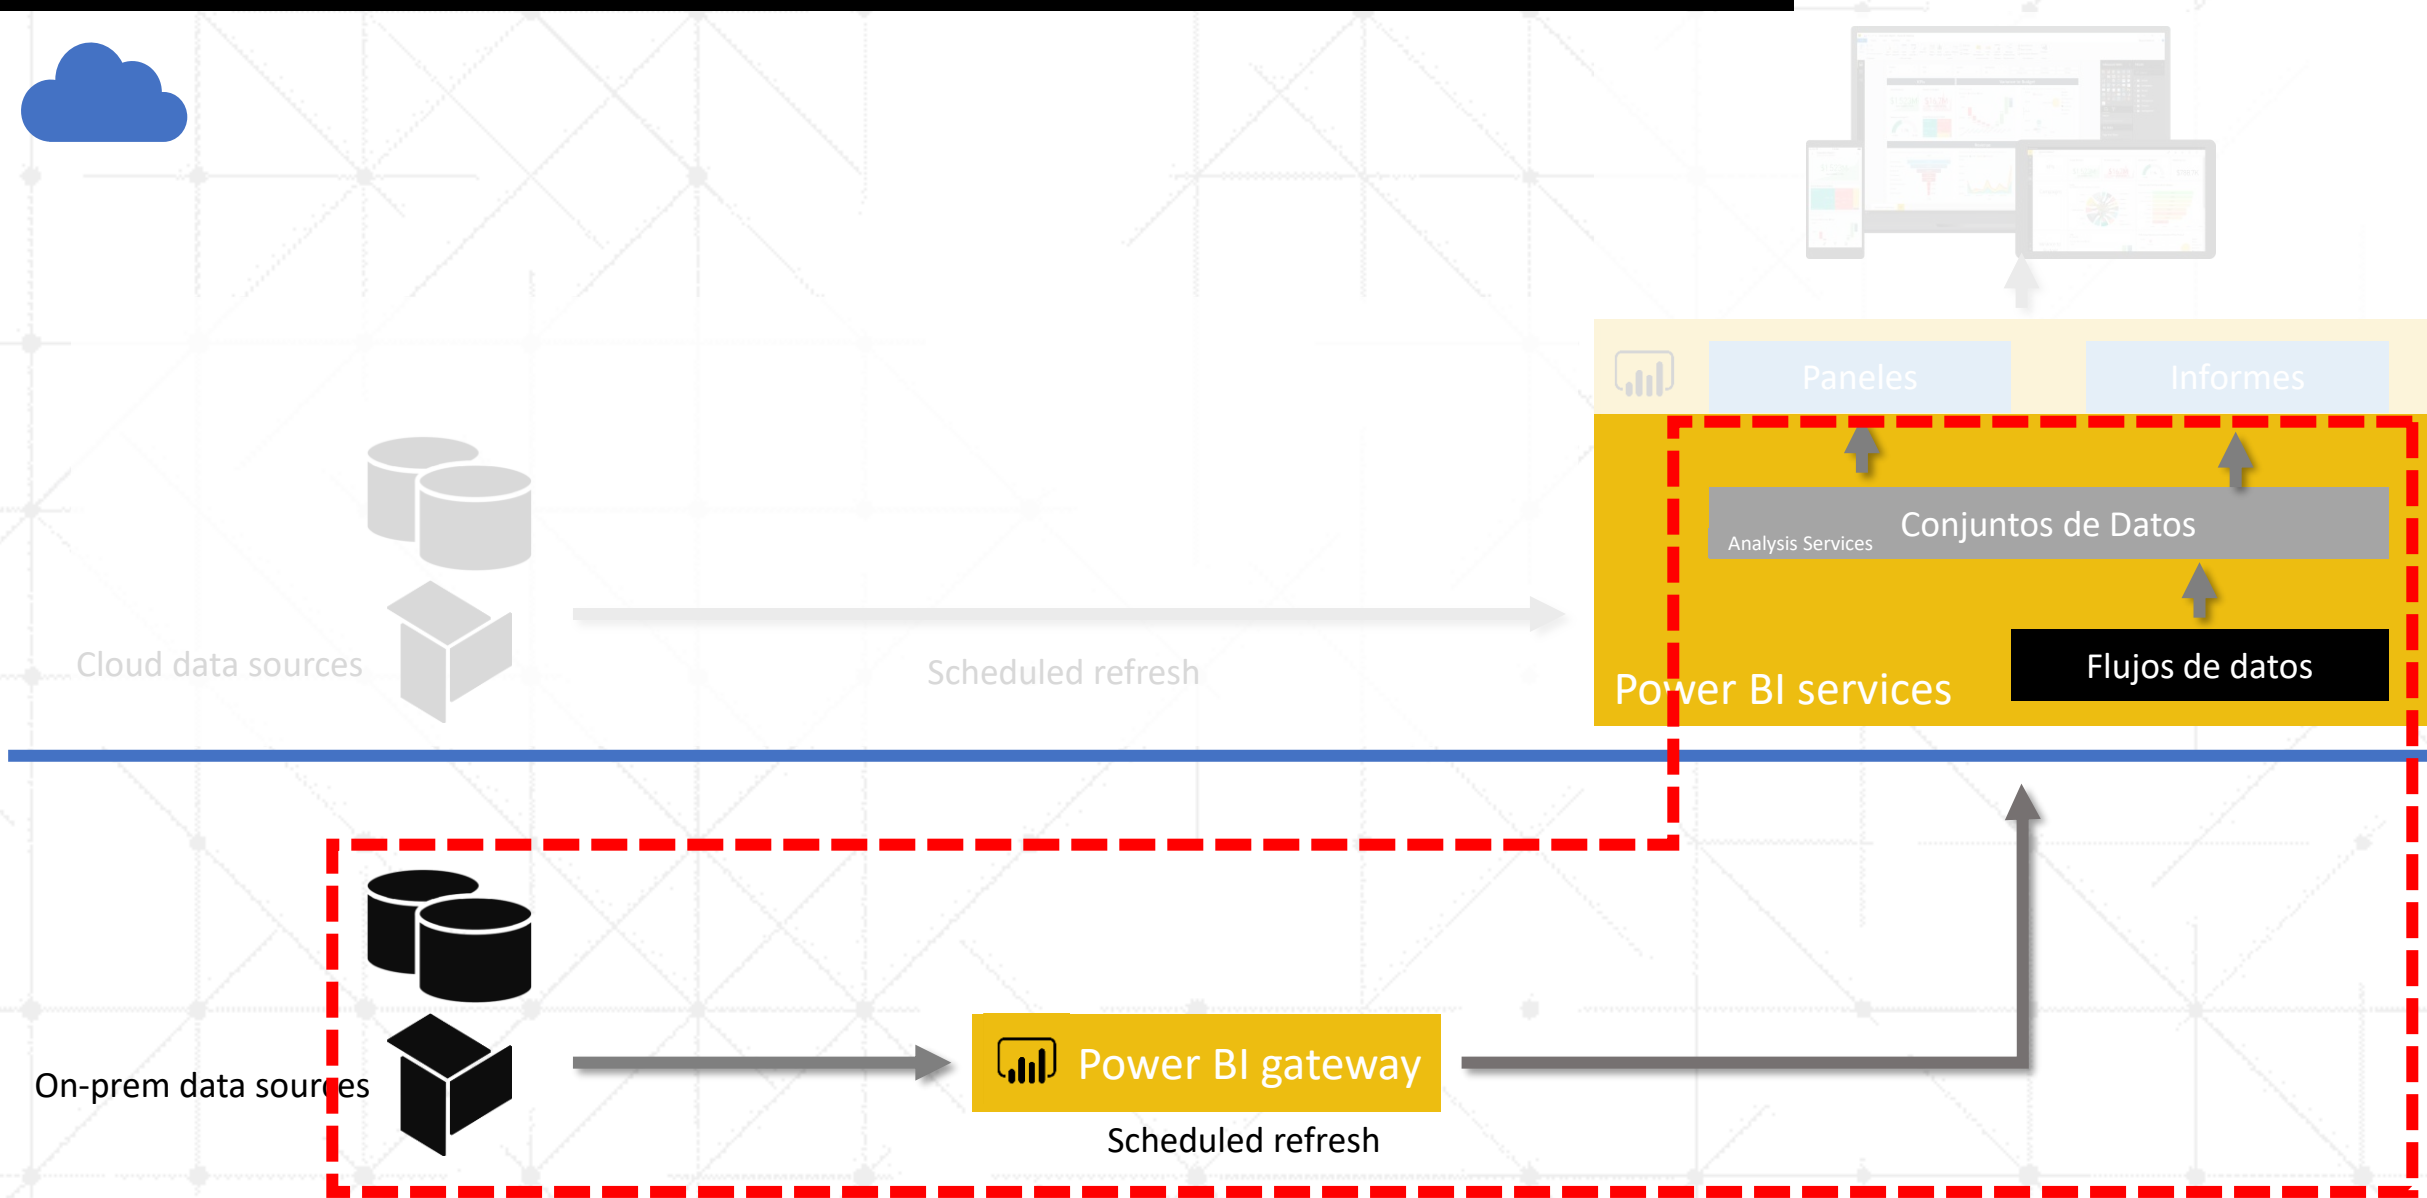 Paneles
Informes
Conjuntos de Datos
Analysis Services
Cloud data sources
Scheduled refresh
Flujos de datos
Power BI services
Power BI gateway
On-prem data sources
Scheduled refresh